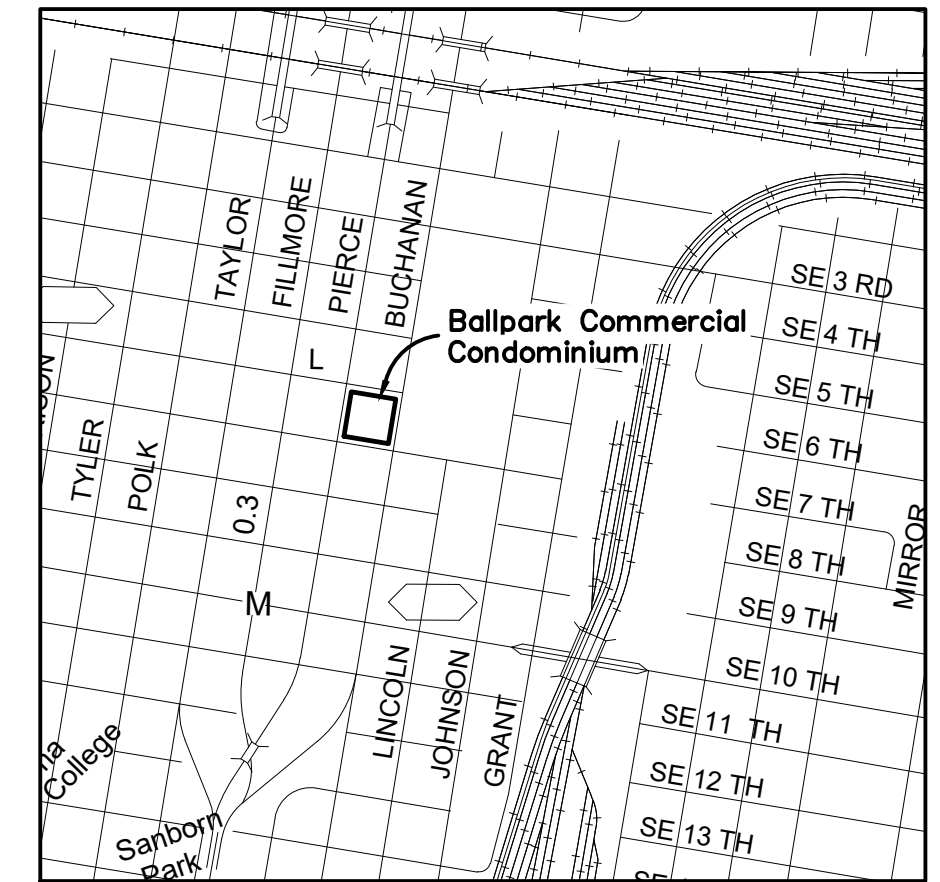 TAYLOR
FILLMORE
PIERCE
BUCHANAN
SE 3 RD
Ballpark Commercial
Condominium
SE 4 TH
L
SE 5 TH
TYLER
POLK
SE 6 TH
0.3
SE 7 TH
MIRROR
SE 8 TH
M
SE 9 TH
LINCOLN
JOHNSON
GRANT
SE 10 TH
SE 11 TH
College
SE 12 TH
Sanborn
Park
SE 13 TH